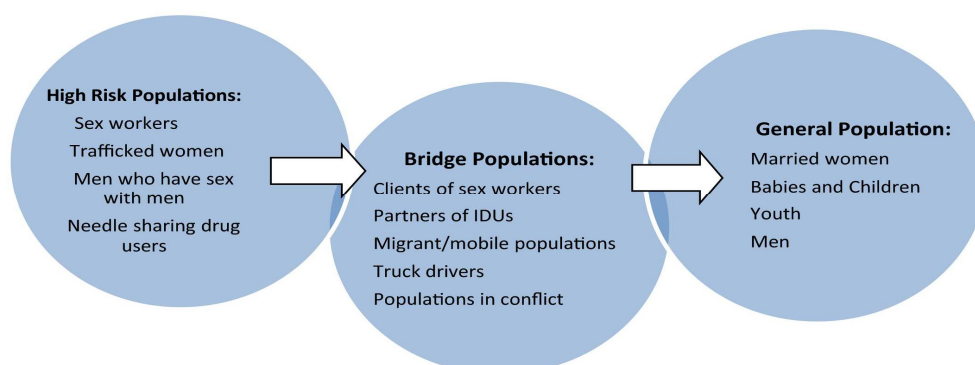 High Risk Populations:
Sex workers
Trafficked women
Men who have sex
with men
Needle sharing drug
users
Bridge Populations:
Clients of sex workers
Partners of IDUs
Migrant/mobile populations
Truck drivers
Populations in conflict
General Population:
Married women
Babies and Children
Youth
Men